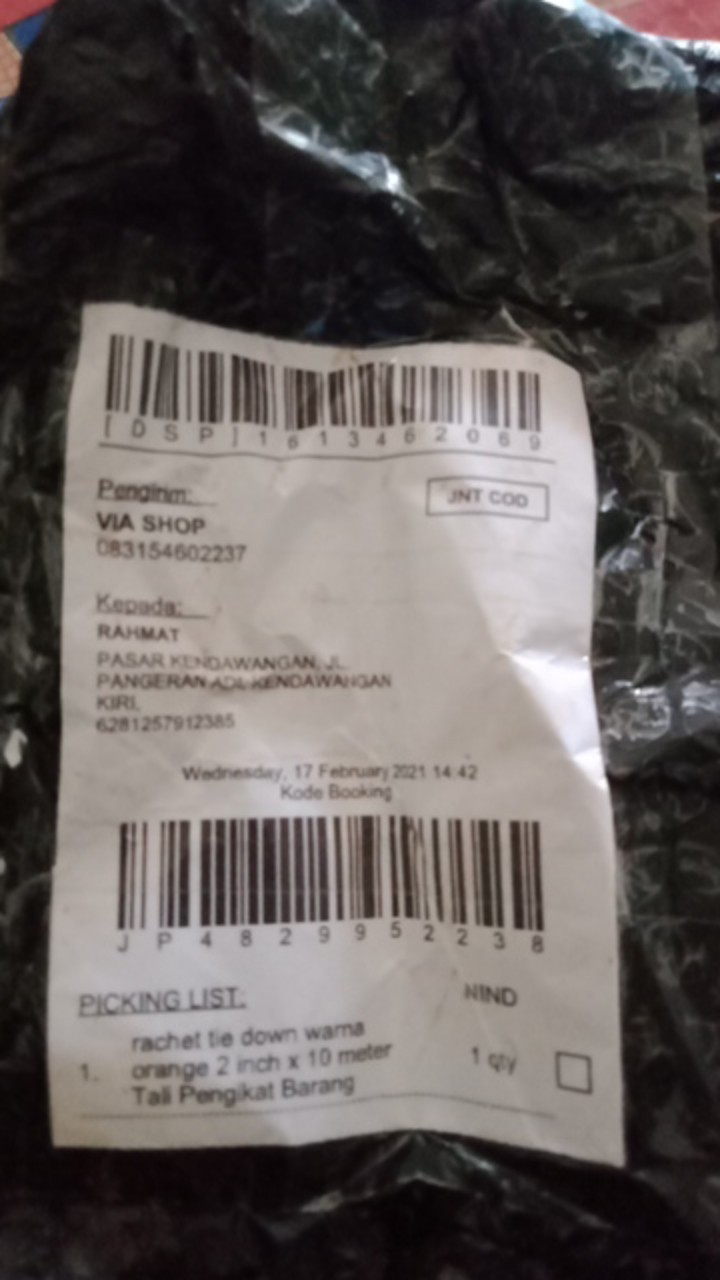 [DSP]1613462069
Pengirim:
JNT COD
VIA SHOP
083154602237
Kepada:
RAHMAT
PASAR KENDAWANGAN, JL.
PANGERAN ADI, KENDAWANGAN
KIRI,
6281257912385
Wednesday, 17 February 2021 14:42
Kode Booking
JP4829952238
PICKING LIST:
NIND
rachet tie down warna
1. orange 2 inch x 10 meter 1 qty
Tali Pengikat Barang